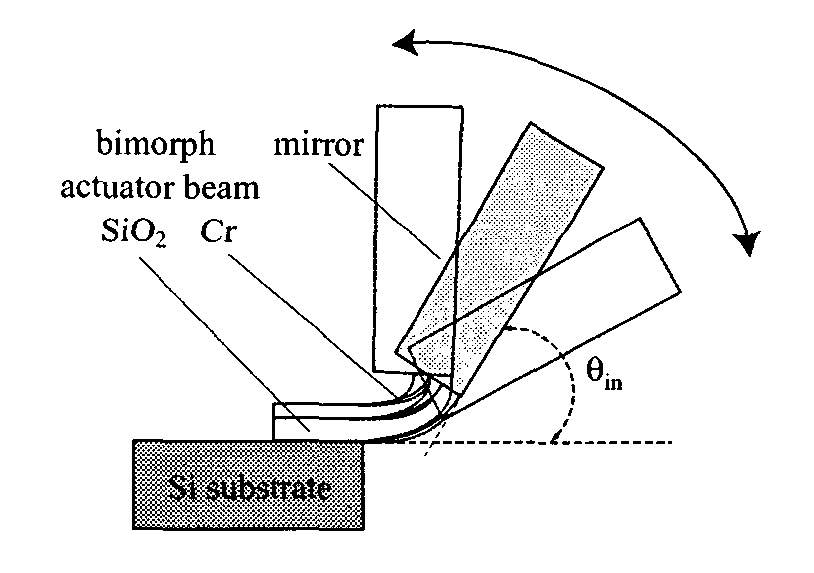 bimorph mirror
actuator beam
SiO₂ Cr
θin
Si substrate